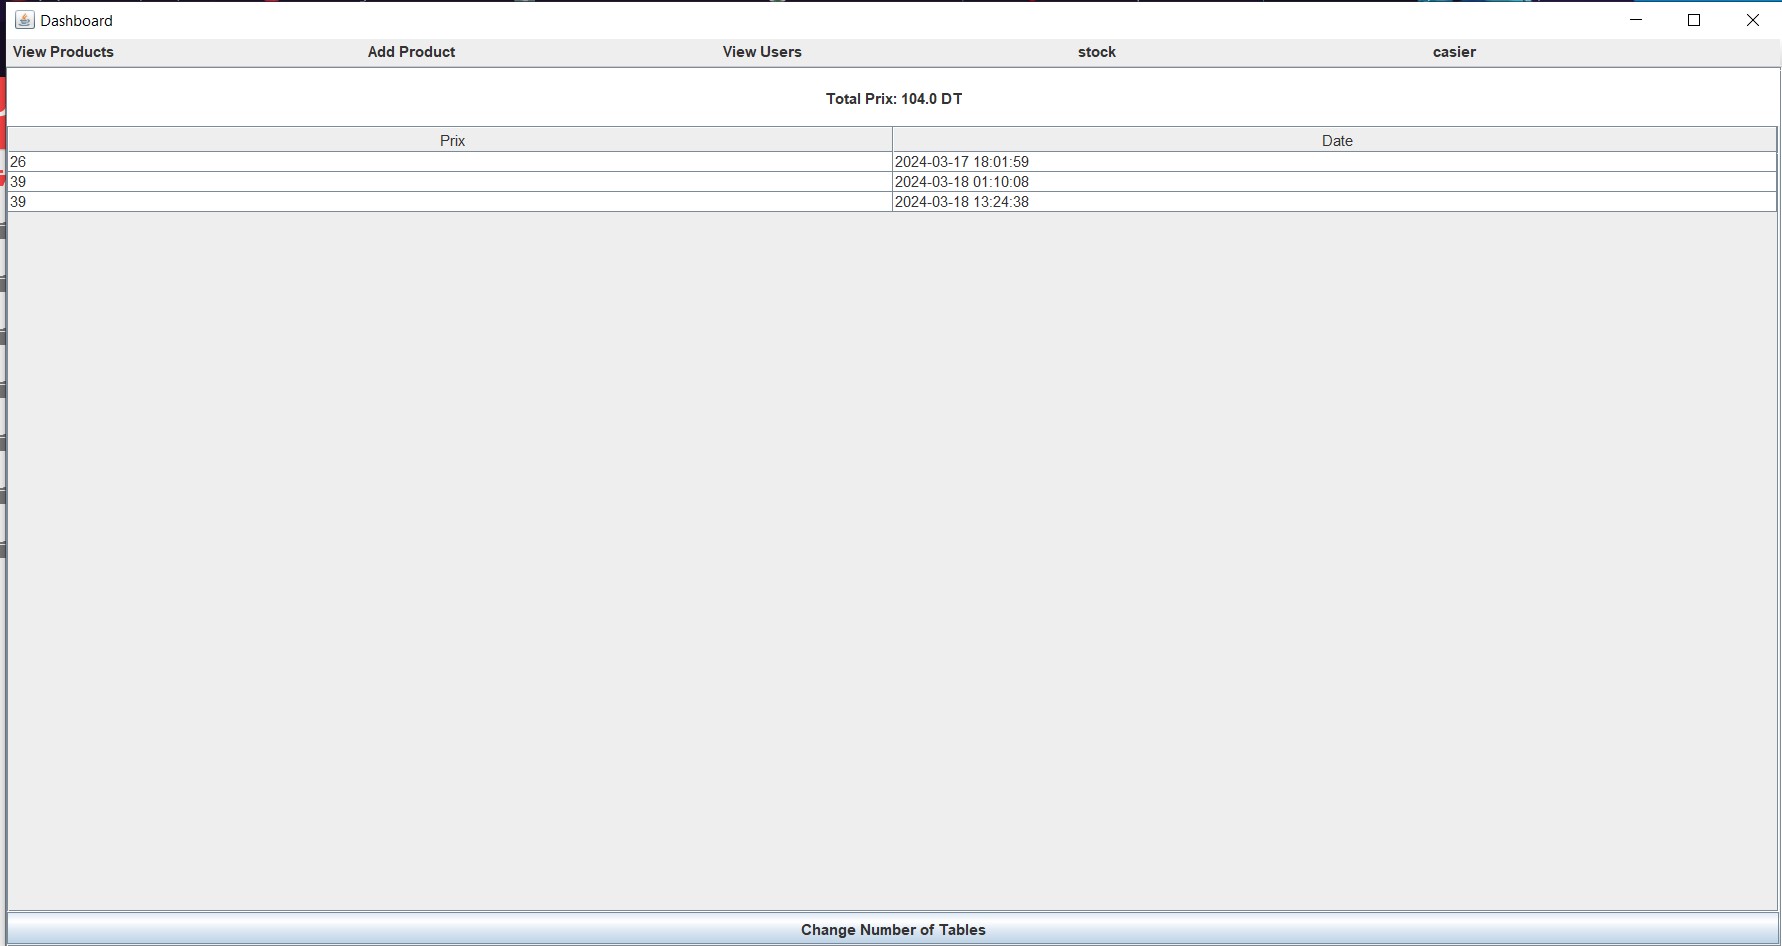 Dashboard
View Products Add Product View Users stock casier
Total Prix: 104.0 DT
Prix Date
26 2024-03-17 18:01:59
39 2024-03-18 01:10:08
39 2024-03-18 13:24:38
Change Number of Tables